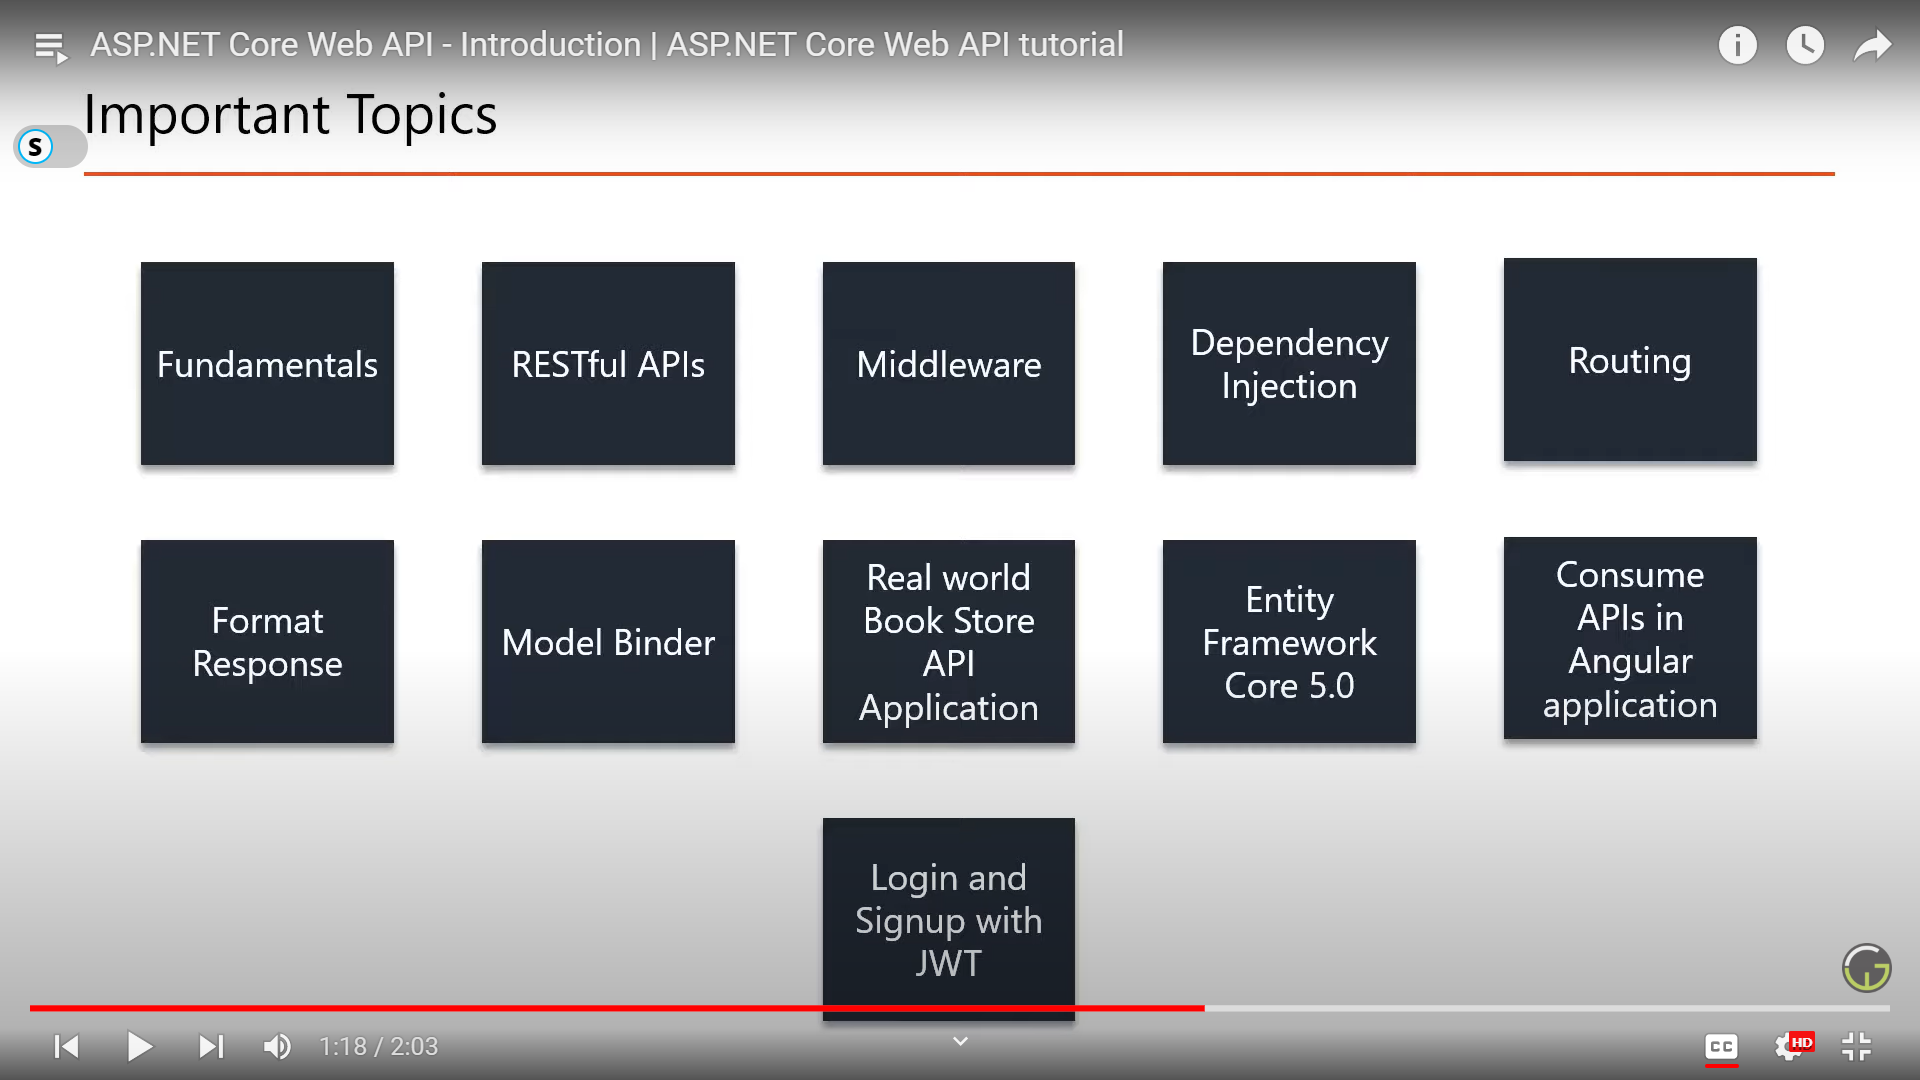 ASP.NET Core Web API - Introduction | ASP.NET Core Web API tutorial
Important Topics
S
Fundamentals
RESTful APIs
Middleware
Dependency
Injection
Routing
Format
Response
Model Binder
Real world
Book Store
API
Application
Entity
Framework
Core 5.0
Consume
APIs in
Angular
application
Login and
Signup with
JWT
1:18 / 2:03
CC
HD